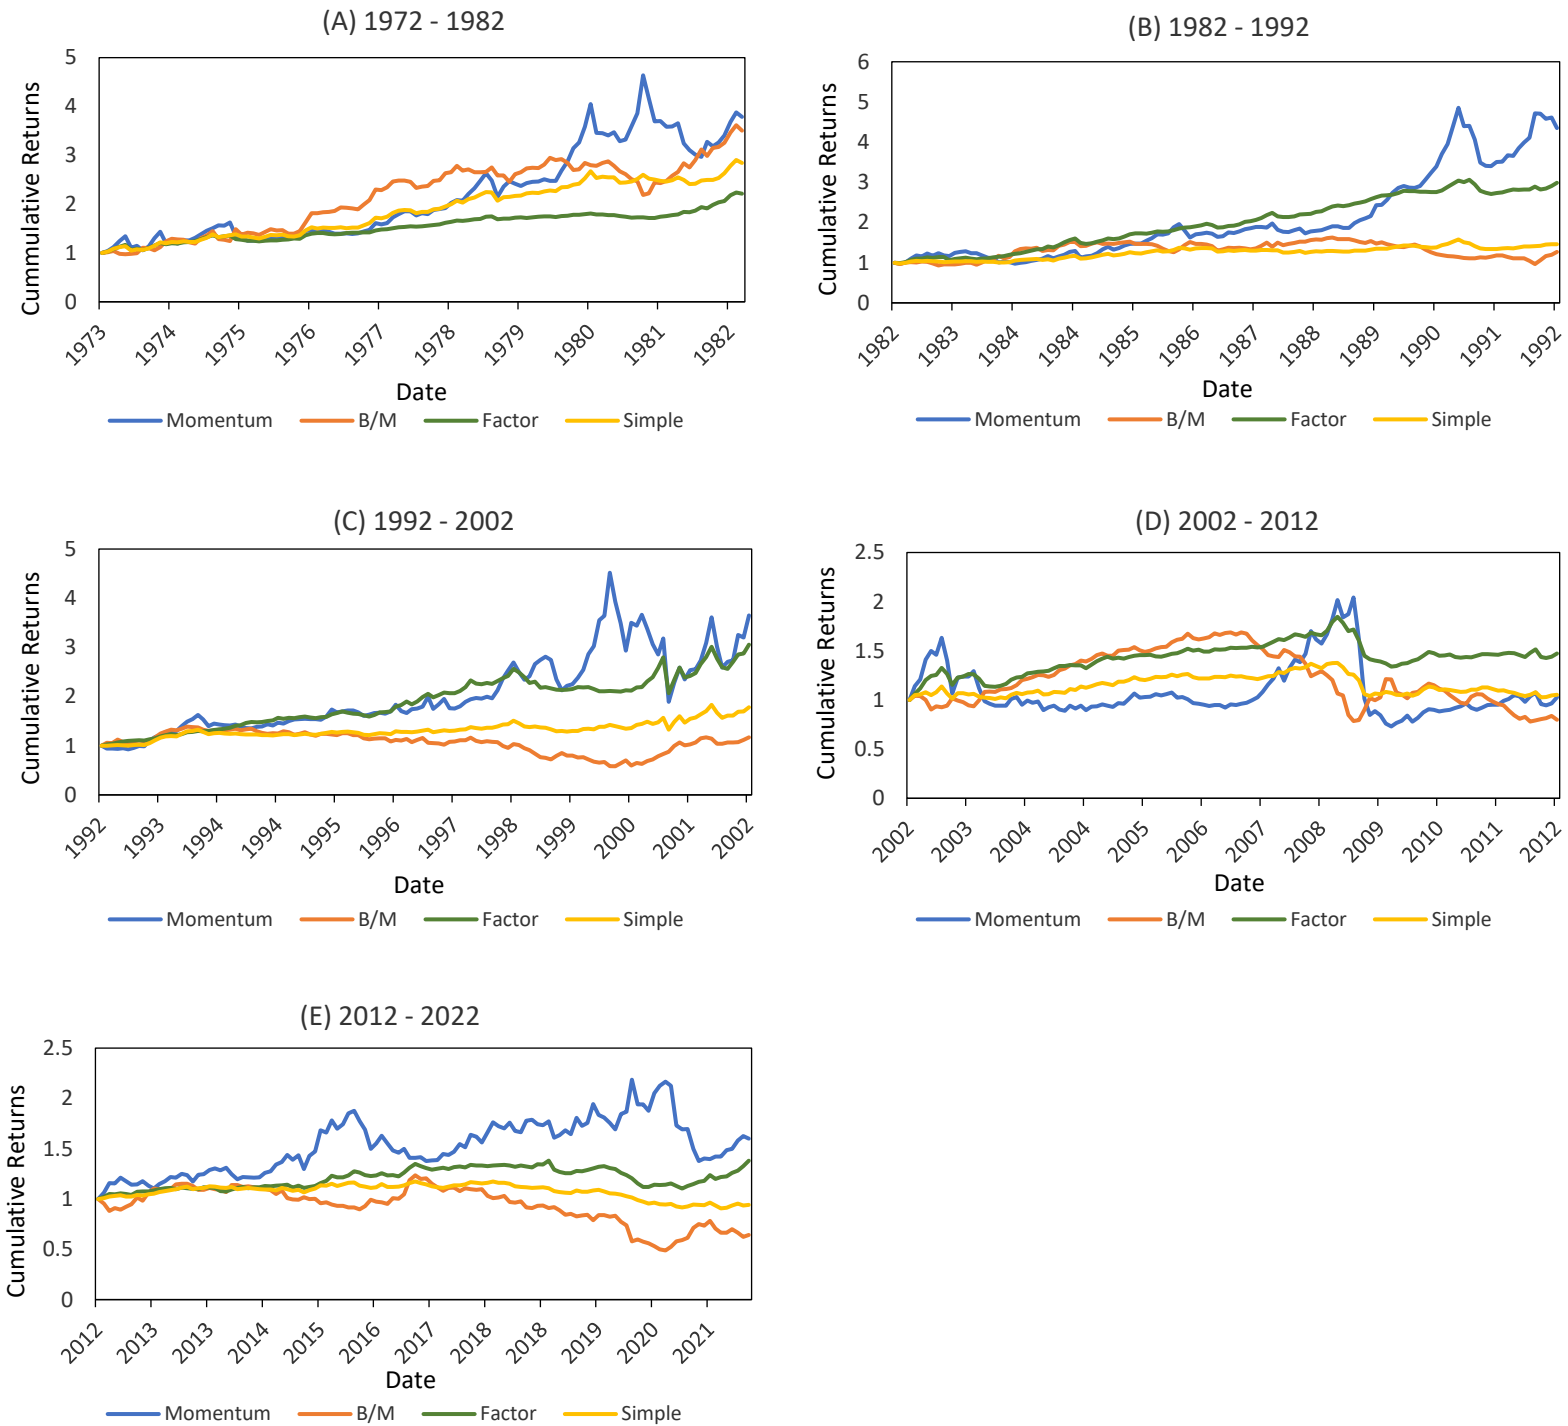 (A) 1972 - 1982
Cummulative Returns
5
4
3
2
1
0
1973 1974 1975 1976 1977 1978 1979 1980 1981 1982
Date
Momentum B/M Factor Simple
(B) 1982 - 1992
Cumulative Returns
6
5
4
3
2
1
0
1982 1983 1984 1984 1985 1986 1987 1988 1989 1990 1991 1992
Date
Momentum B/M Factor Simple
(C) 1992 - 2002
Cumulative Returns
5
4
3
2
1
0
1992 1993 1994 1994 1995 1996 1997 1998 1999 2000 2001 2002
Date
Momentum B/M Factor Simple
(D) 2002 - 2012
Cumulative Returns
2.5
2
1.5
1
0.5
0
2002 2003 2004 2004 2005 2006 2007 2008 2009 2010 2011 2012
Date
Momentum B/M Factor Simple
(E) 2012 - 2022
Cumulative Returns
2.5
2
1.5
1
0.5
0
2012 2013 2013 2014 2015 2016 2017 2018 2018 2019 2020 2021
Date
Momentum B/M Factor Simple